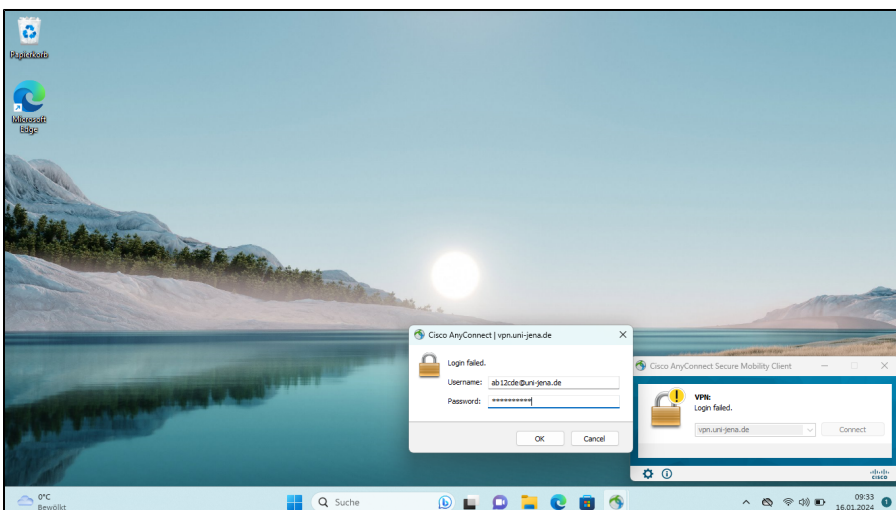 Papierkorb
Microsoft
Edge
Cisco AnyConnect | vpn.uni-jena.de
Login failed.
Username: ab12cde@uni-jena.de
Password: **********
OK Cancel
Cisco AnyConnect Secure Mobility Client
VPN:
Login failed.
vpn.uni-jena.de Connect
cisco
0°C
Bewölkt
Suche
09:33
16.01.2024
1